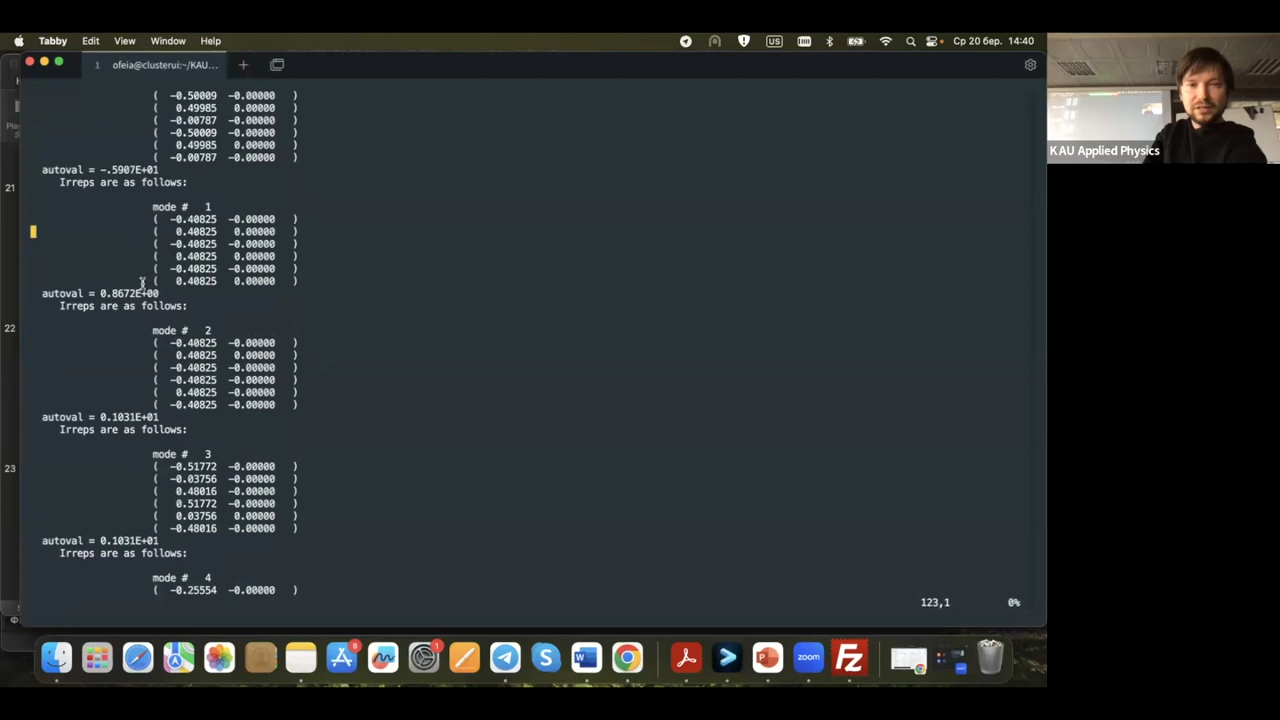 Tabby Edit View Window Help US Ср 20 бер. 14:40
1 ofeia@clusterui:~/KAU...
( -0.50009 -0.00000 )
( 0.49985 0.00000 )
( -0.00787 -0.00000 )
( -0.50009 -0.00000 )
( 0.49985 0.00000 )
( -0.00787 -0.00000 )
autoval = -.5907E+01
Irreps are as follows:
mode # 1
( -0.40825 -0.00000 )
( 0.40825 0.00000 )
( -0.40825 -0.00000 )
( 0.40825 0.00000 )
( -0.40825 -0.00000 )
( 0.40825 0.00000 )
autoval = 0.8672E+00
Irreps are as follows:
mode # 2
( -0.40825 -0.00000 )
( 0.40825 0.00000 )
( -0.40825 -0.00000 )
( -0.40825 -0.00000 )
( 0.40825 0.00000 )
( -0.40825 -0.00000 )
autoval = 0.1031E+01
Irreps are as follows:
mode # 3
( -0.51772 -0.00000 )
( -0.03756 -0.00000 )
( 0.48016 -0.00000 )
( 0.51772 -0.00000 )
( 0.03756 0.00000 )
( -0.48016 -0.00000 )
autoval = 0.1031E+01
Irreps are as follows:
mode # 4
( -0.25554 -0.00000 )
123,1 0%
21
22
23
KAU Applied Physics
8
1
zoom
FZ